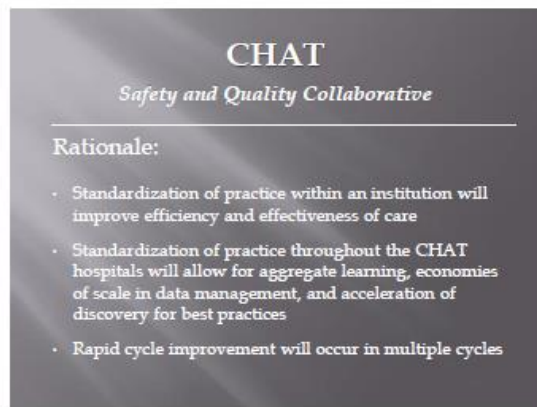 CHAT
Safety and Quality Collaborative
Rationale:
· Standardization of practice within an institution will
improve efficiency and effectiveness of care
· Standardization of practice throughout the CHAT
hospitals will allow for aggregate learning, economies
of scale in data management, and acceleration of
discovery for best practices
· Rapid cycle improvement will occur in multiple cycles